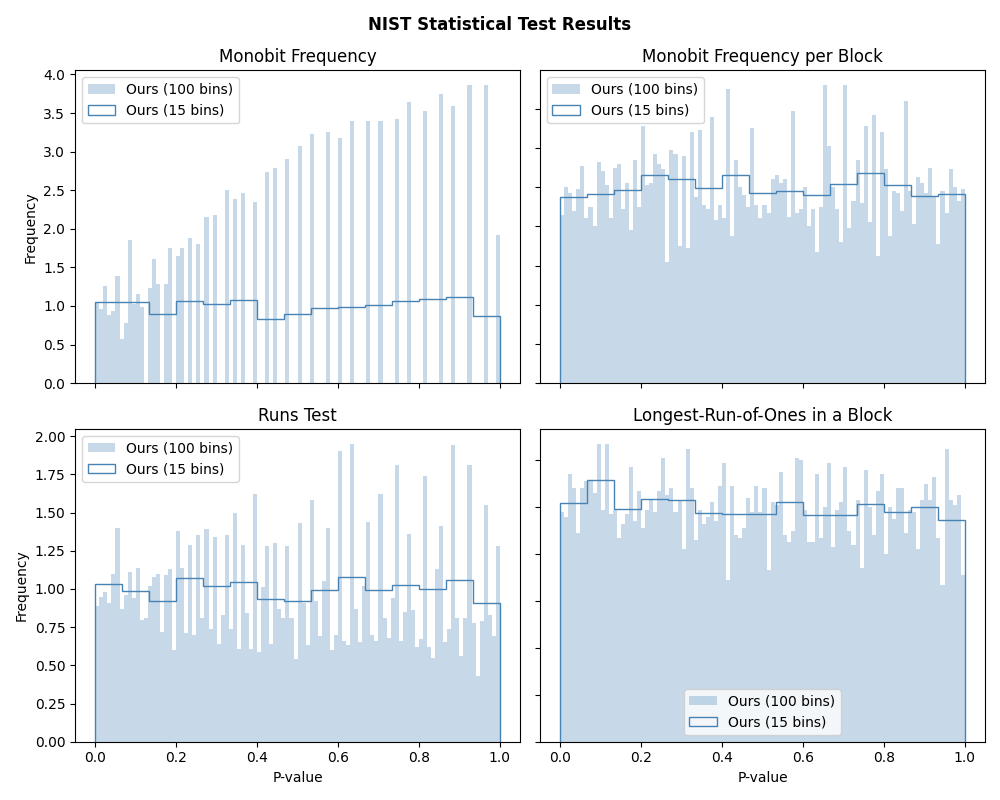 NIST Statistical Test Results
Monobit Frequency
Monobit Frequency per Block
Ours (100 bins)
Ours (15 bins)
Ours (100 bins)
Ours (15 bins)
4.0
3.5
3.0
2.5
2.0
1.5
1.0
0.5
0.0
Frequency
Runs Test
Longest-Run-of-Ones in a Block
Ours (100 bins)
Ours (15 bins)
2.00
1.75
1.50
1.25
1.00
0.75
0.50
0.25
0.00
Frequency
Ours (100 bins)
Ours (15 bins)
0.0 0.2 0.4 0.6 0.8 1.0
P-value
0.0 0.2 0.4 0.6 0.8 1.0
P-value